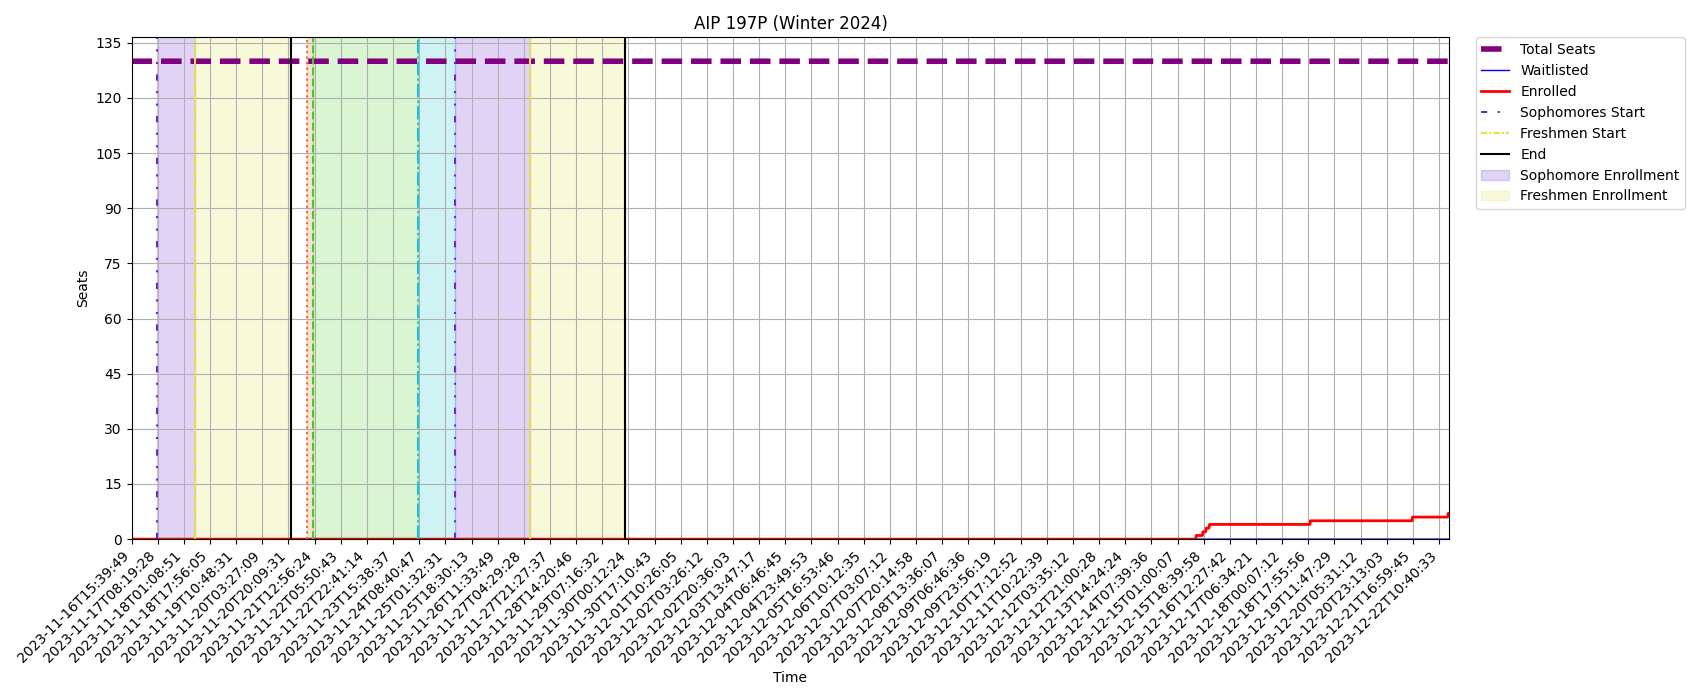 AIP 197P (Winter 2024)
135
120
105
90
75
60
45
30
15
0
Seats
2023-11-16T15:39:49
2023-11-17T08:19:28
2023-11-18T01:08:51
2023-11-18T17:56:05
2023-11-19T10:48:31
2023-11-20T03:27:09
2023-11-20T20:09:31
2023-11-21T12:56:24
2023-11-22T05:50:43
2023-11-22T22:41:14
2023-11-23T15:38:37
2023-11-24T08:40:47
2023-11-25T01:32:31
2023-11-25T18:30:13
2023-11-26T11:33:49
2023-11-27T04:29:28
2023-11-27T21:27:37
2023-11-28T14:20:46
2023-11-29T07:16:32
2023-11-30T00:12:24
2023-11-30T17:10:43
2023-12-01T10:26:05
2023-12-02T03:26:12
2023-12-02T20:36:03
2023-12-03T13:47:17
2023-12-04T06:46:45
2023-12-04T23:49:53
2023-12-05T16:53:46
2023-12-06T10:12:35
2023-12-07T03:07:12
2023-12-07T20:14:58
2023-12-08T13:36:07
2023-12-09T06:46:36
2023-12-09T23:56:19
2023-12-10T17:12:52
2023-12-11T10:22:39
2023-12-12T03:35:12
2023-12-12T21:00:28
2023-12-13T14:24:24
2023-12-14T07:39:36
2023-12-15T01:00:07
2023-12-15T18:39:58
2023-12-16T12:27:42
2023-12-17T06:34:21
2023-12-18T00:07:12
2023-12-18T17:55:56
2023-12-19T11:47:29
2023-12-20T05:31:12
2023-12-20T23:13:03
2023-12-21T16:59:45
2023-12-22T10:40:33
Time
Total Seats
Waitlisted
Enrolled
Sophomores Start
Freshmen Start
End
Sophomore Enrollment
Freshmen Enrollment